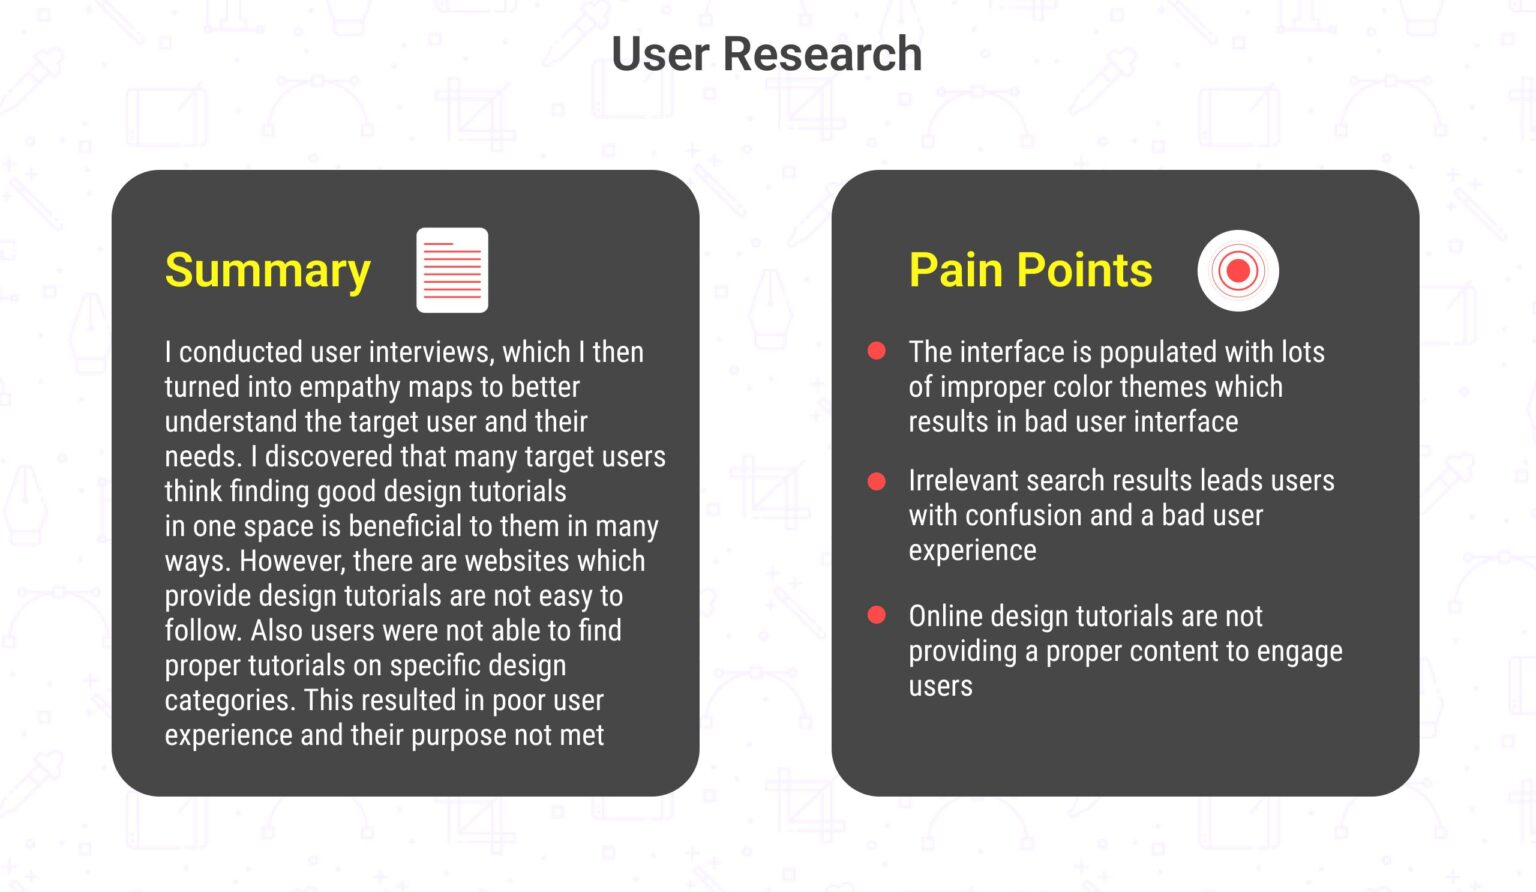 User Research
Summary
I conducted user interviews, which I then
turned into empathy maps to better
understand the target user and their
needs. I discovered that many target users
think finding good design tutorials
in one space is beneficial to them in many
ways. However, there are websites which
provide design tutorials are not easy to
follow. Also users were not able to find
proper tutorials on specific design
categories. This resulted in poor user
experience and their purpose not met
Pain Points
The interface is populated with lots
of improper color themes which
results in bad user interface
Irrelevant search results leads users
with confusion and a bad user
experience
Online design tutorials are not
providing a proper content to engage
users